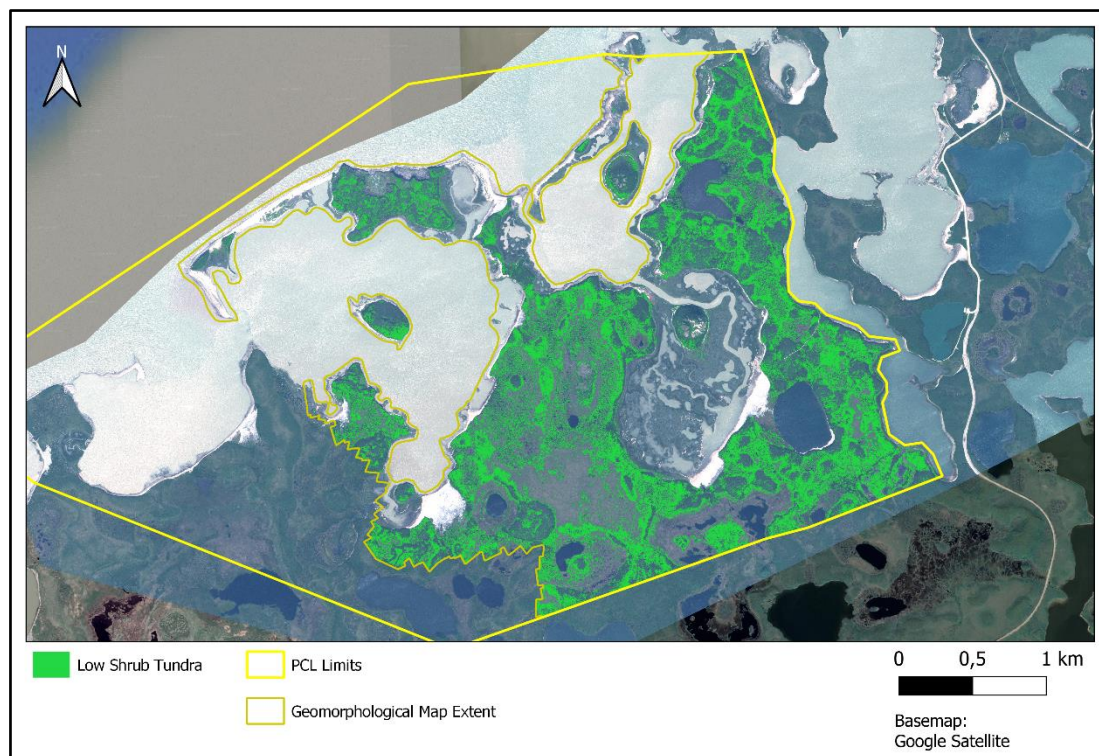 N
Low Shrub Tundra
PCL Limits
Geomorphological Map Extent
0 0,5 1 km
Basemap:
Google Satellite